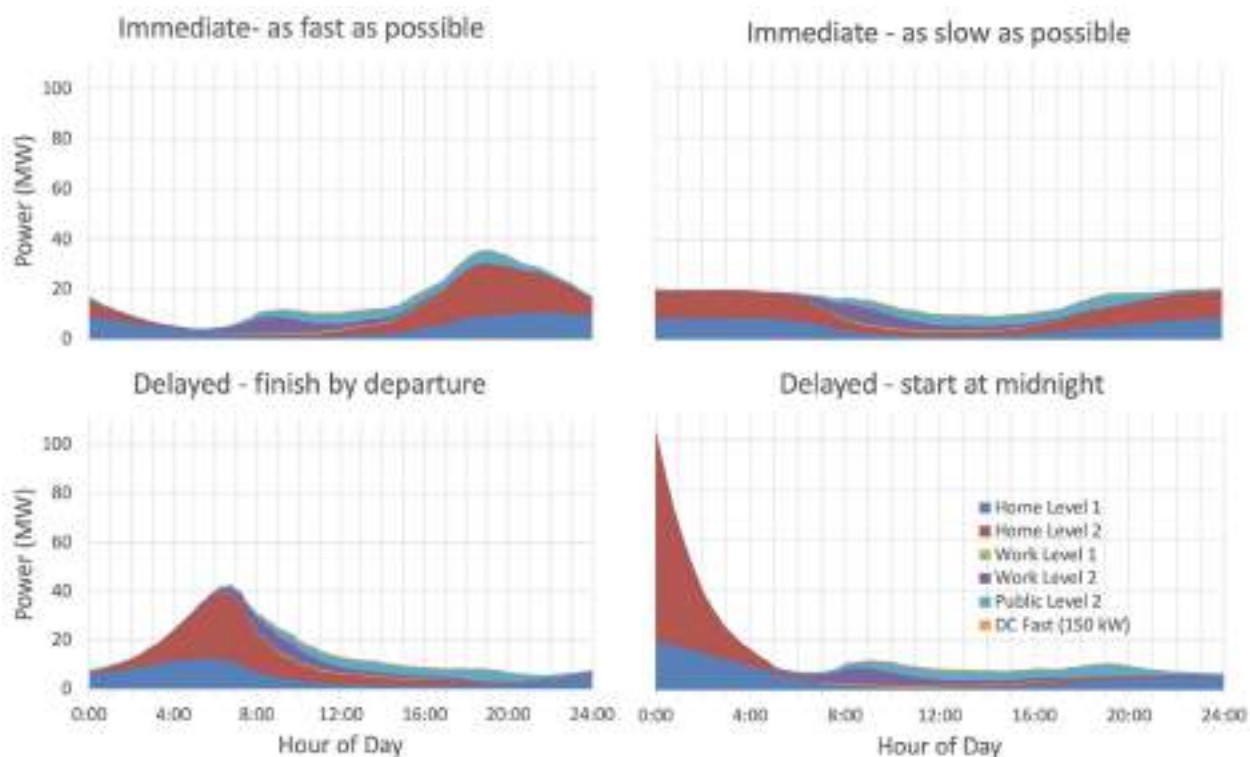 Immediate- as fast as possible
Immediate - as slow as possible
Power (MW)
100
80
60
40
20
0
Delayed - finish by departure
Delayed - start at midnight
Power (MW)
100
80
60
40
20
0
Home Level 1
Home Level 2
Work Level 1
Work Level 2
Public Level 2
DC Fast (150 kW)
0:00 4:00 8:00 12:00 16:00 20:00 24:00
0:00 4:00 8:00 12:00 16:00 20:00 24:00
Hour of Day
Hour of Day